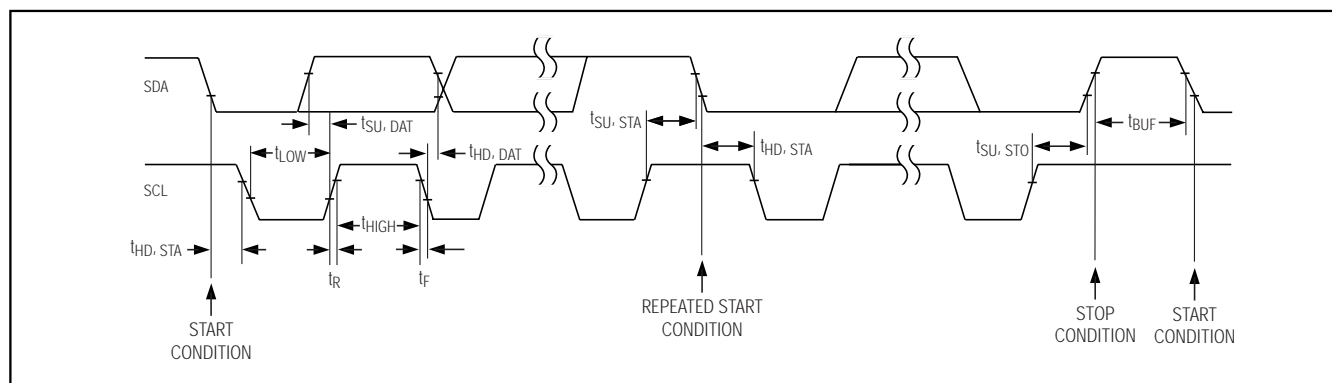 SDA
tSU, DAT
tLOW
tHD, DAT
tSU, STA
tHD, STA
tSU, STO
tBUF
SCL
tHIGH
tHD, STA
tR
tF
START
CONDITION
REPEATED START
CONDITION
STOP
CONDITION
START
CONDITION